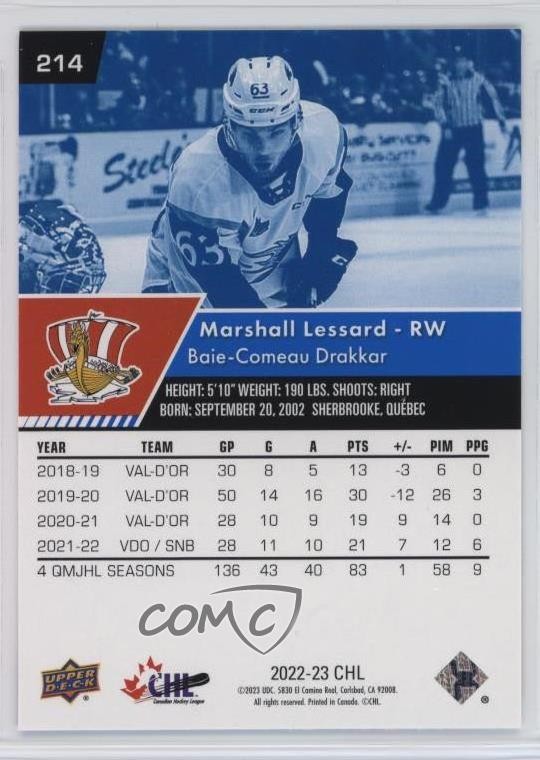 214
63
CCM
Steele
Services
63
Marshall Lessard - RW
Baie-Comeau Drakkar
HEIGHT: 5'10" WEIGHT: 190 LBS. SHOOTS: RIGHT
BORN: SEPTEMBER 20, 2002 SHERBROOKE, QUÉBEC
YEAR TEAM GP G A PTS +/- PIM PPG
2018-19 VAL-D'OR 30 8 5 13 -3 6 0
2019-20 VAL-D'OR 50 14 16 30 -12 26 3
2020-21 VAL-D'OR 28 10 9 19 9 14 0
2021-22 VDO / SNB 28 11 10 21 7 12 6
4 QMJHL SEASONS 136 43 40 83 1 58 9
COMC
UPPER DECK ®
CHL
Canadian Hockey League
2022-23 CHL
©2023 UDC. 5830 El Camino Real, Carlsbad, CA 92008.
All rights reserved. Printed in Canada. ©CHL.
®